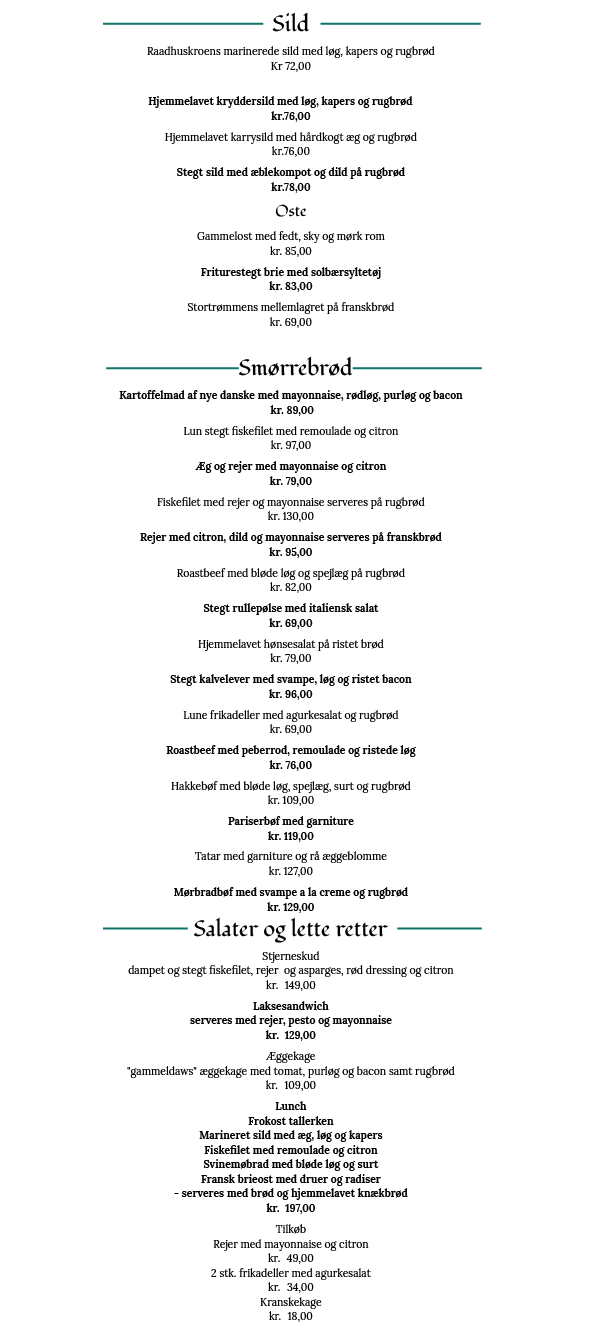 Sild
Raadhuskroens marinerede sild med løg, kapers og rugbrød
Kr 72,00
Hjemmelavet kryddersild med løg, kapers og rugbrød
kr.76,00
Hjemmelavet karrysild med hårdkogt æg og rugbrød
kr.76,00
Stegt sild med æblekompot og dild på rugbrød
kr.78,00
Oste
Gammelost med fedt, sky og mørk rom
kr. 85,00
Friturestegt brie med solbærsyltetøj
kr. 83,00
Stortrømmens mellemlagret på franskbrød
kr. 69,00
Smørrebrød
Kartoffelmad af nye danske med mayonnaise, rødløg, purløg og bacon
kr. 89,00
Lun stegt fiskefilet med remoulade og citron
kr. 97,00
Æg og rejer med mayonnaise og citron
kr. 79,00
Fiskefilet med rejer og mayonnaise serveres på rugbrød
kr. 130,00
Rejer med citron, dild og mayonnaise serveres på franskbrød
kr. 95,00
Roastbeef med bløde løg og spejlæg på rugbrød
kr. 82,00
Stegt rullepølse med italiensk salat
kr. 69,00
Hjemmelavet hønsesalat på ristet brød
kr. 79,00
Stegt kalvelever med svampe, løg og ristet bacon
kr. 96,00
Lune frikadeller med agurkesalat og rugbrød
kr. 69,00
Roastbeef med peberrod, remoulade og ristede løg
kr. 76,00
Hakkebøf med bløde løg, spejlæg, surt og rugbrød
kr. 109,00
Pariserbøf med garniture
kr. 119,00
Tatar med garniture og rå æggeblomme
kr. 127,00
Mørbradbøf med svampe a la creme og rugbrød
kr. 129,00
Salater og lette retter
Stjerneskud
dampet og stegt fiskefilet, rejer  og asparges, rød dressing og citron
kr.  149,00
Laksesandwich
serveres med rejer, pesto og mayonnaise
kr.  129,00
Æggekage
"gammeldaws" æggekage med tomat, purløg og bacon samt rugbrød
kr.  109,00
Lunch
Frokost tallerken
Marineret sild med æg, løg og kapers
Fiskefilet med remoulade og citron
Svinemøbrad med bløde løg og surt
Fransk brieost med druer og radiser
- serveres med brød og hjemmelavet knækbrød
kr.  197,00
Tilkøb
Rejer med mayonnaise og citron
kr.  49,00
2 stk. frikadeller med agurkesalat
kr.  34,00
Kranskekage
kr.  18,00